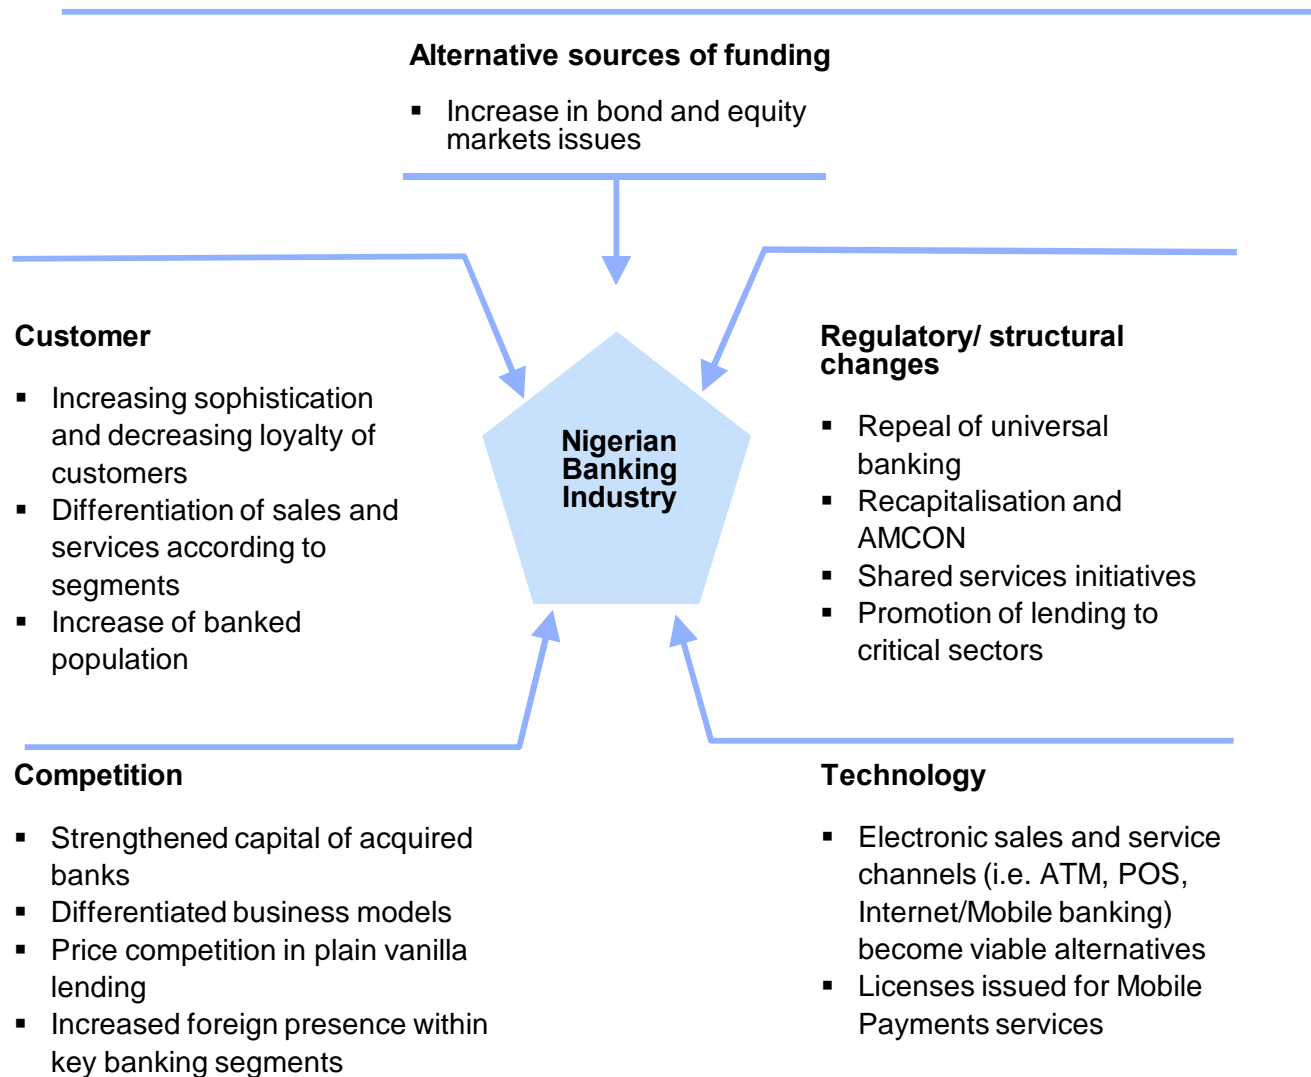 Alternative sources of funding
▪ Increase in bond and equity
markets issues
Customer
▪ Increasing sophistication
and decreasing loyalty of
customers
▪ Differentiation of sales and
services according to
segments
▪ Increase of banked
population
Nigerian
Banking
Industry
Regulatory/ structural
changes
▪ Repeal of universal
banking
▪ Recapitalisation and
AMCON
▪ Shared services initiatives
▪ Promotion of lending to
critical sectors
Competition
▪ Strengthened capital of acquired
banks
▪ Differentiated business models
▪ Price competition in plain vanilla
lending
▪ Increased foreign presence within
key banking segments
Technology
▪ Electronic sales and service
channels (i.e. ATM, POS,
Internet/Mobile banking)
become viable alternatives
▪ Licenses issued for Mobile
Payments services